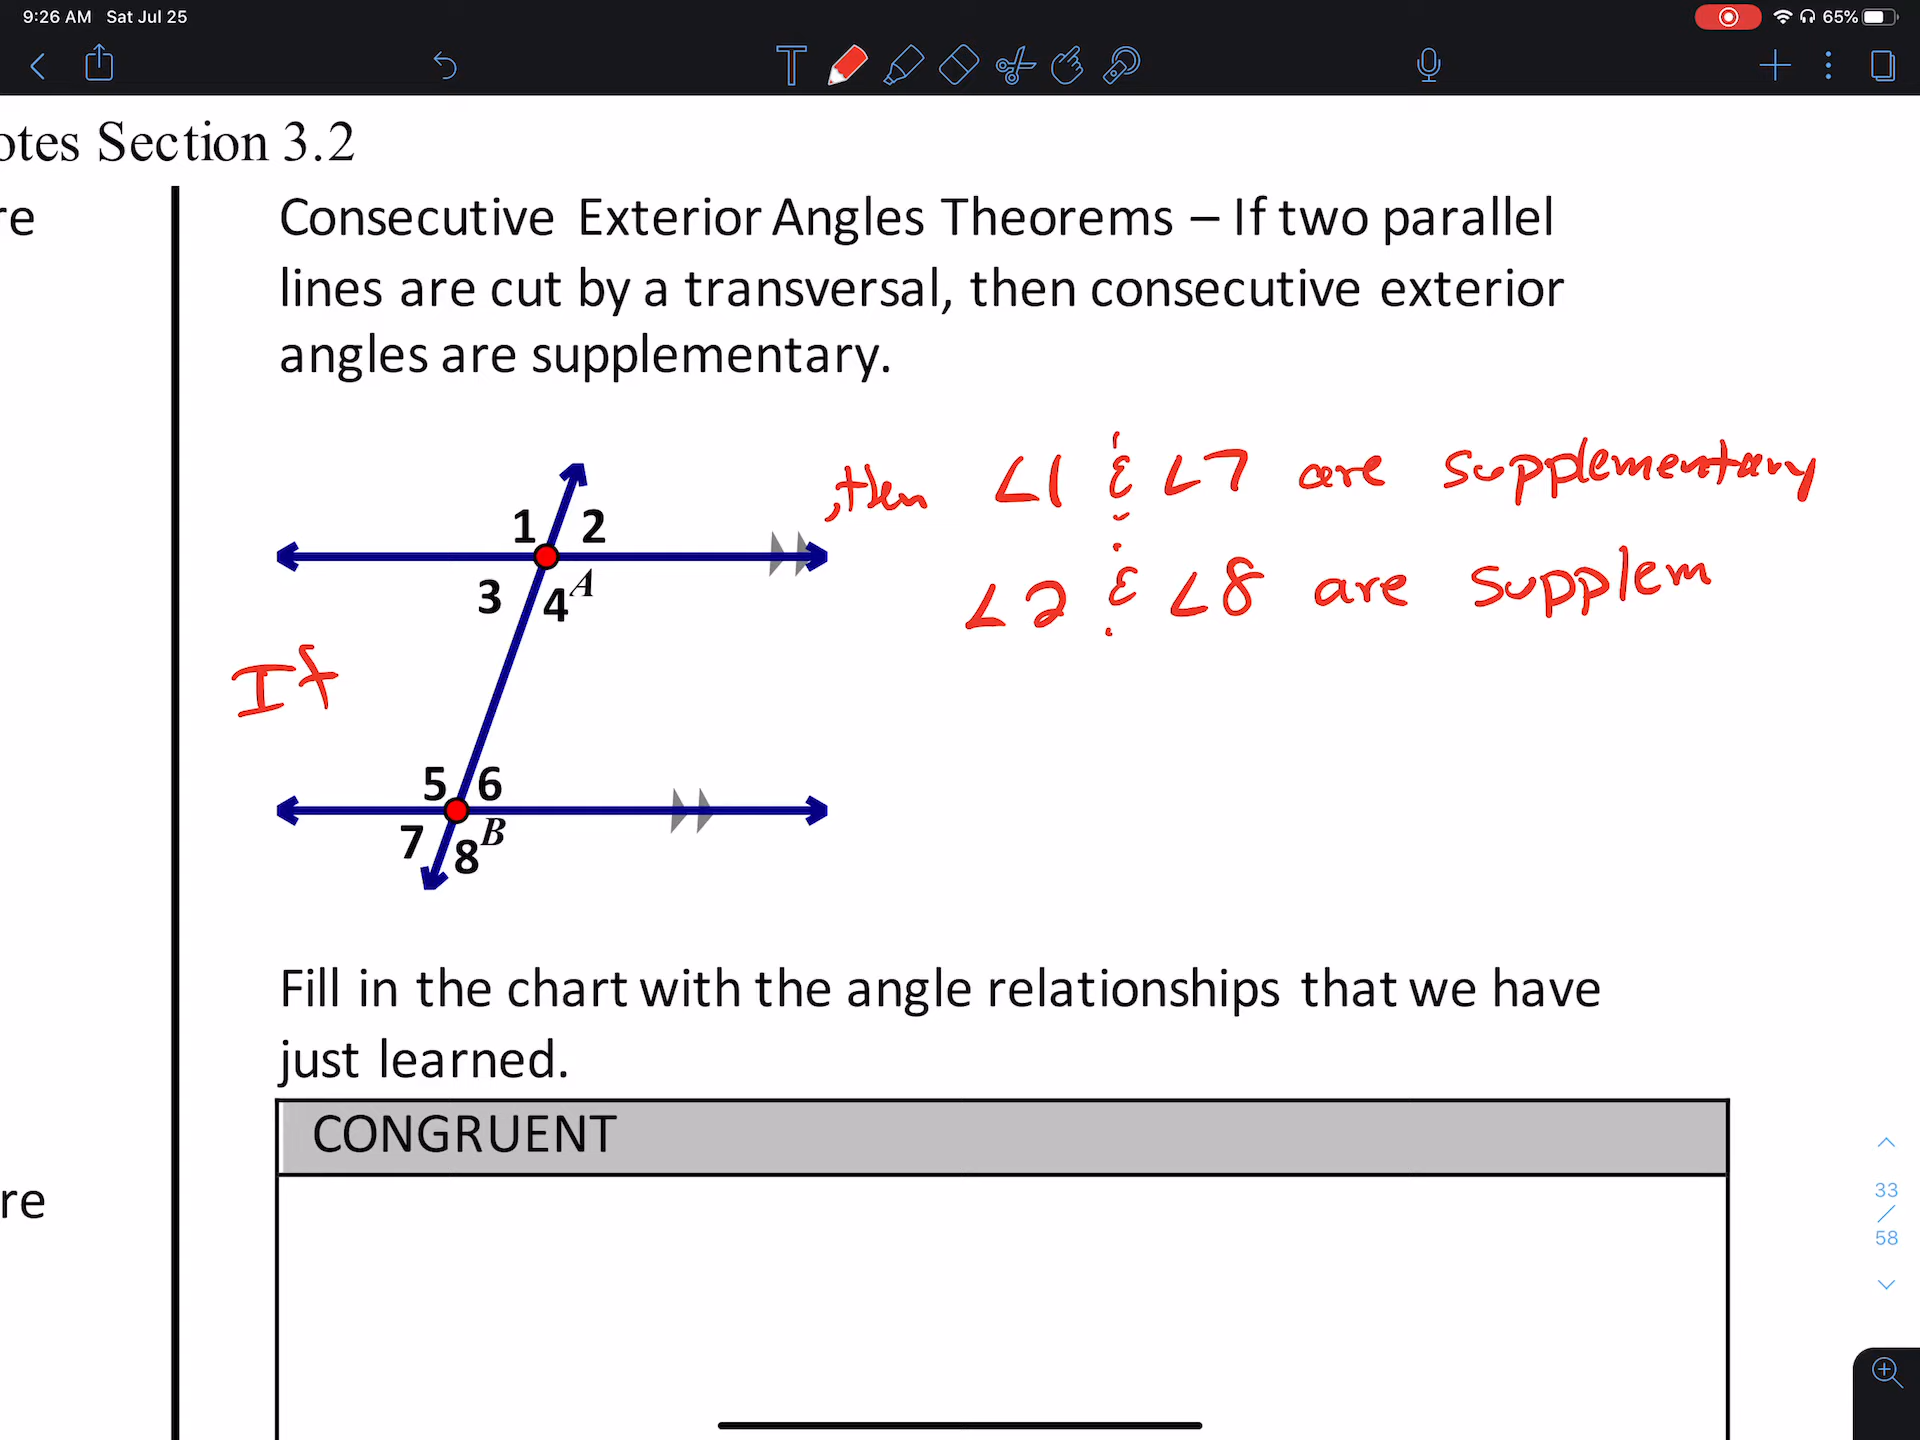 9:26 AM Sat Jul 25
65%
otes Section 3.2
re
Consecutive Exterior Angles Theorems – If two parallel
lines are cut by a transversal, then consecutive exterior
angles are supplementary.
, then ∠1 & ∠7 are supplementary
∠2 & ∠8 are supplem
1 2
3 4 A
If
5 6
7 8 B
Fill in the chart with the angle relationships that we have
just learned.
CONGRUENT
re
33
/
58